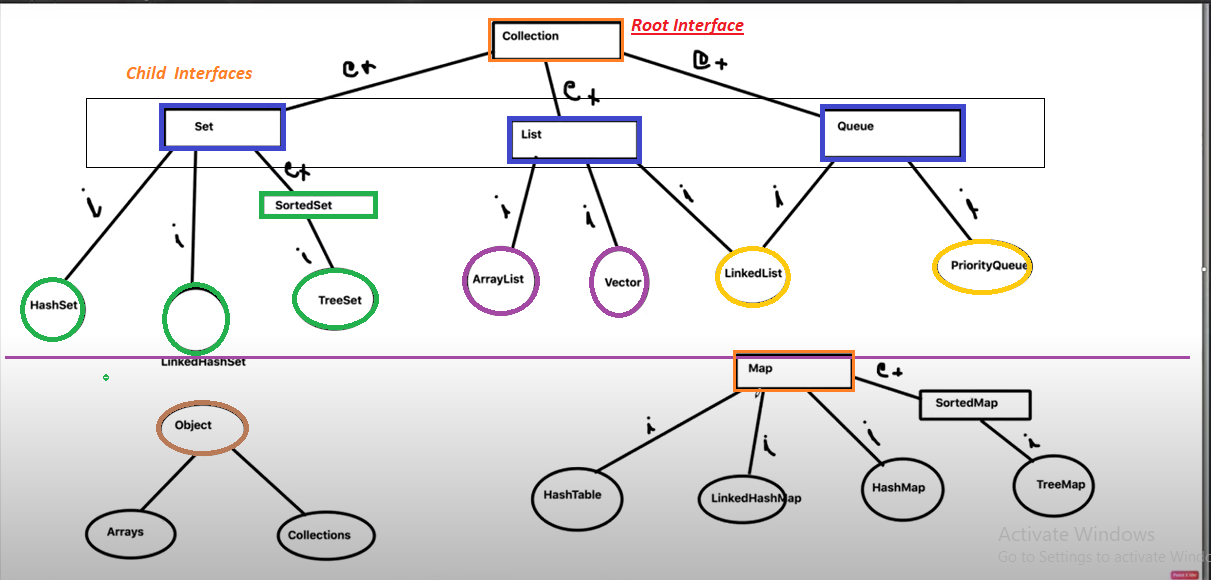 Root Interface
Collection
Child Interfaces
e+
e+
e+
Set
List
Queue
e+
SortedSet
i
i
i
i
i
i
i
i
HashSet
TreeSet
ArrayList
Vector
LinkedList
PriorityQueue
LinkedHashSet
Map
e+
SortedMap
Object
i
i
i
i
HashTable
LinkedHashMap
HashMap
TreeMap
Arrays
Collections
Activate Windows
Go to Settings to activate Windo